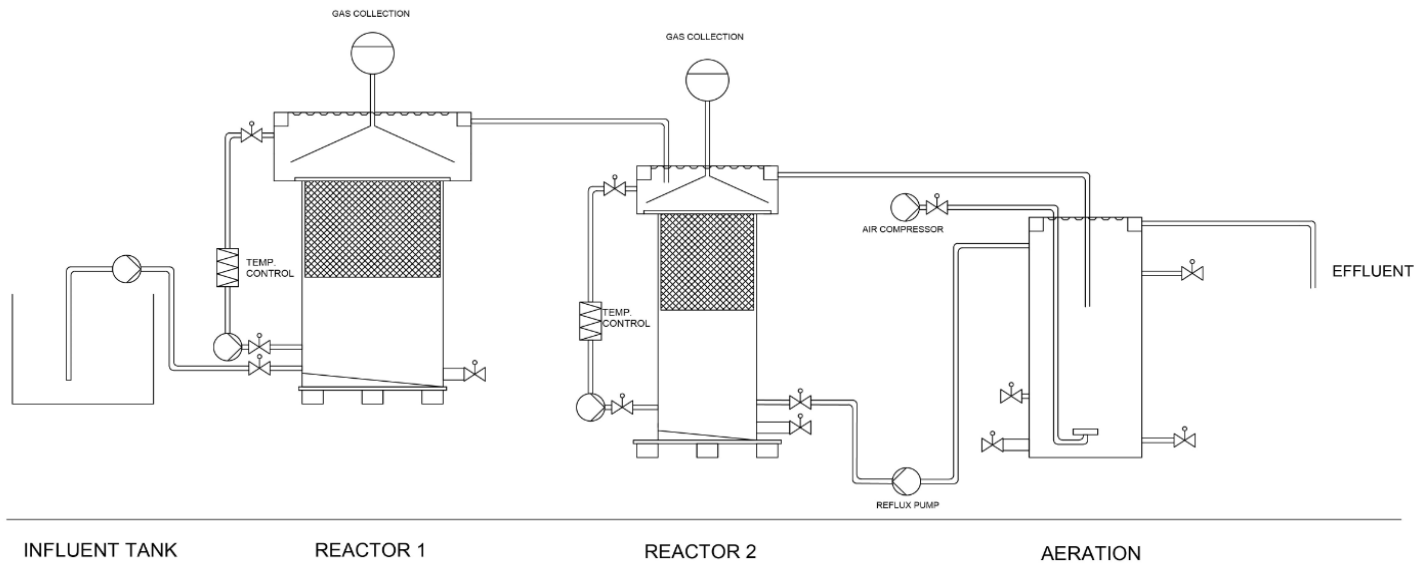 GAS COLLECTION
GAS COLLECTION
AIR COMPRESSOR
TEMP.
CONTROL
EFFLUENT
TEMP.
CONTROL
REFLUX PUMP
INFLUENT TANK
REACTOR 1
REACTOR 2
AERATION